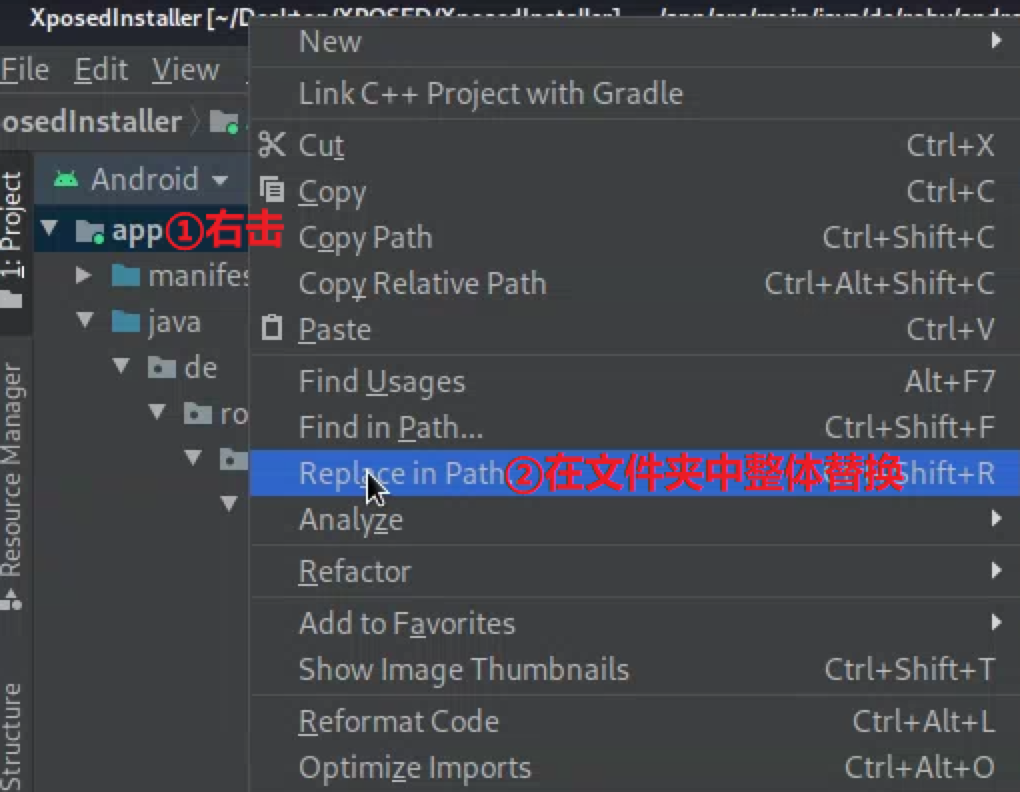 XposedInstaller [~/Desktop/XPOSED/XposedInstaller]
File Edit View
osedInstaller
1: Project
Android
app①右击
manifes
java
de
ro
Resource Manager
Structure
New
Link C++ Project with Gradle
Cut Ctrl+X
Copy Ctrl+C
Copy Path Ctrl+Shift+C
Copy Relative Path Ctrl+Alt+Shift+C
Paste Ctrl+V
Find Usages Alt+F7
Find in Path... Ctrl+Shift+F
Replace in Path ②在文件夹中整体替换 Shift+R
Analyze
Refactor
Add to Favorites
Show Image Thumbnails Ctrl+Shift+T
Reformat Code Ctrl+Alt+L
Optimize Imports Ctrl+Alt+O